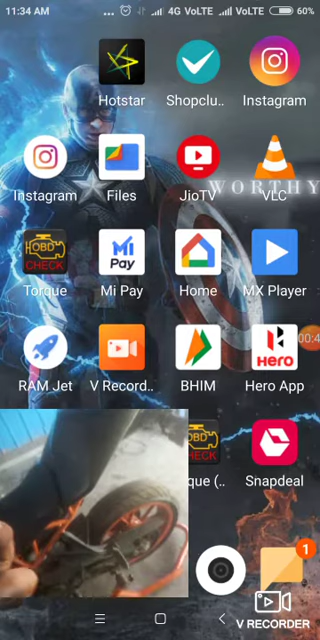 11:34 AM ... 4G VoLTE VoLTE 60%
Hotstar Shopclu.. Instagram
Instagram Files JioTV VLC
WORTHY
OBD
CHECK
Mi
Pay
Torque Mi Pay Home MX Player
00:4
Hero
RAM Jet V Record.. BHIM Hero App
OBD
CHECK
que (.. Snapdeal
1
V RECORDER